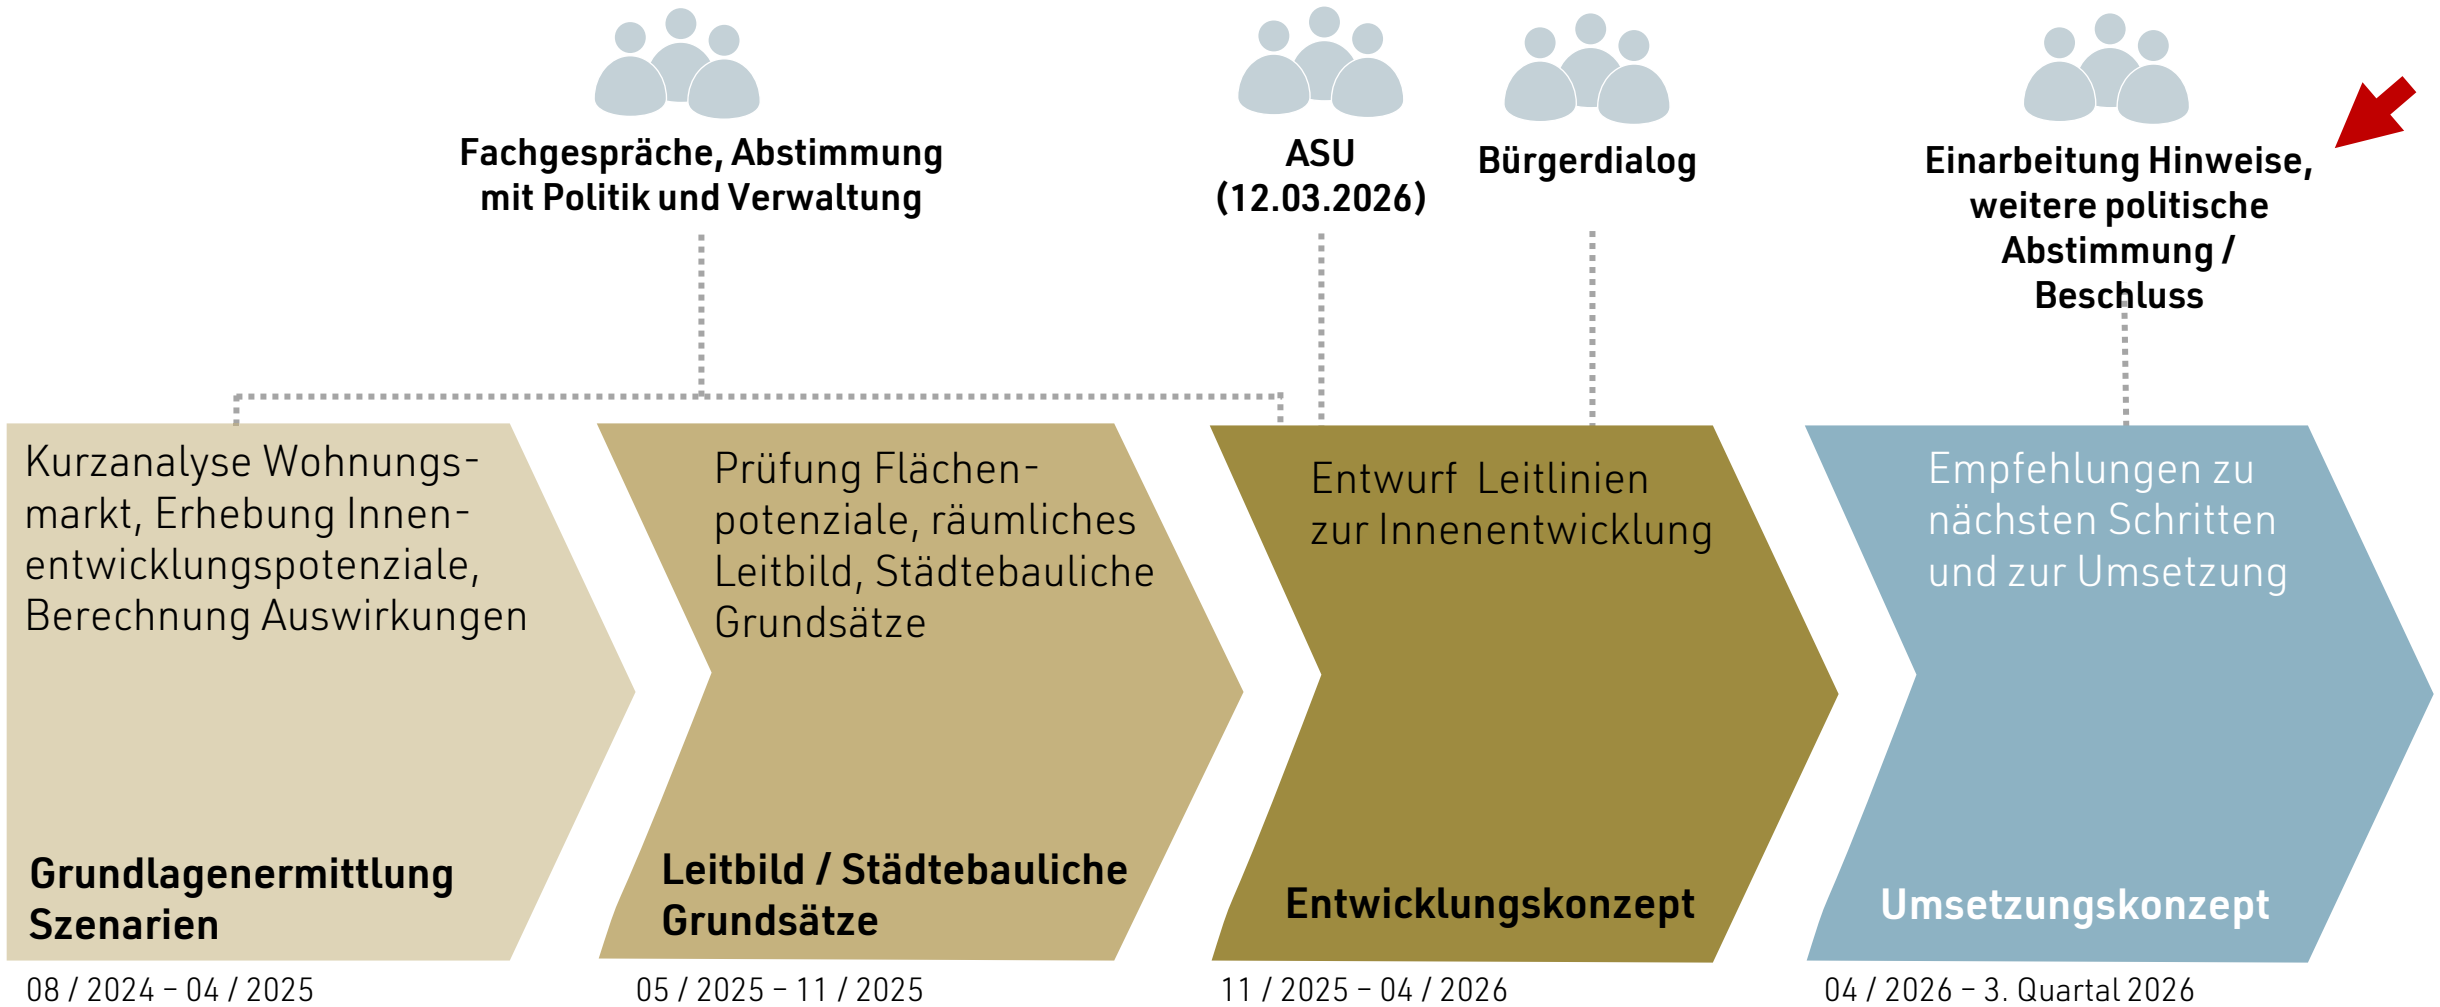 Fachgespräche, Abstimmung
mit Politik und Verwaltung
ASU
(12.03.2026)
Bürgerdialog
Einarbeitung Hinweise,
weitere politische
Abstimmung /
Beschluss
Kurzanalyse Wohnungs-
markt, Erhebung Innen-
entwicklungspotenziale,
Berechnung Auswirkungen
Grundlagenermittlung
Szenarien
08 / 2024 – 04 / 2025
Prüfung Flächen-
potenziale, räumliches
Leitbild, Städtebauliche
Grundsätze
Leitbild / Städtebauliche
Grundsätze
05 / 2025 – 11 / 2025
Entwurf  Leitlinien
zur Innenentwicklung
Entwicklungskonzept
11 / 2025 – 04 / 2026
Empfehlungen zu
nächsten Schritten
und zur Umsetzung
Umsetzungskonzept
04 / 2026 – 3. Quartal 2026